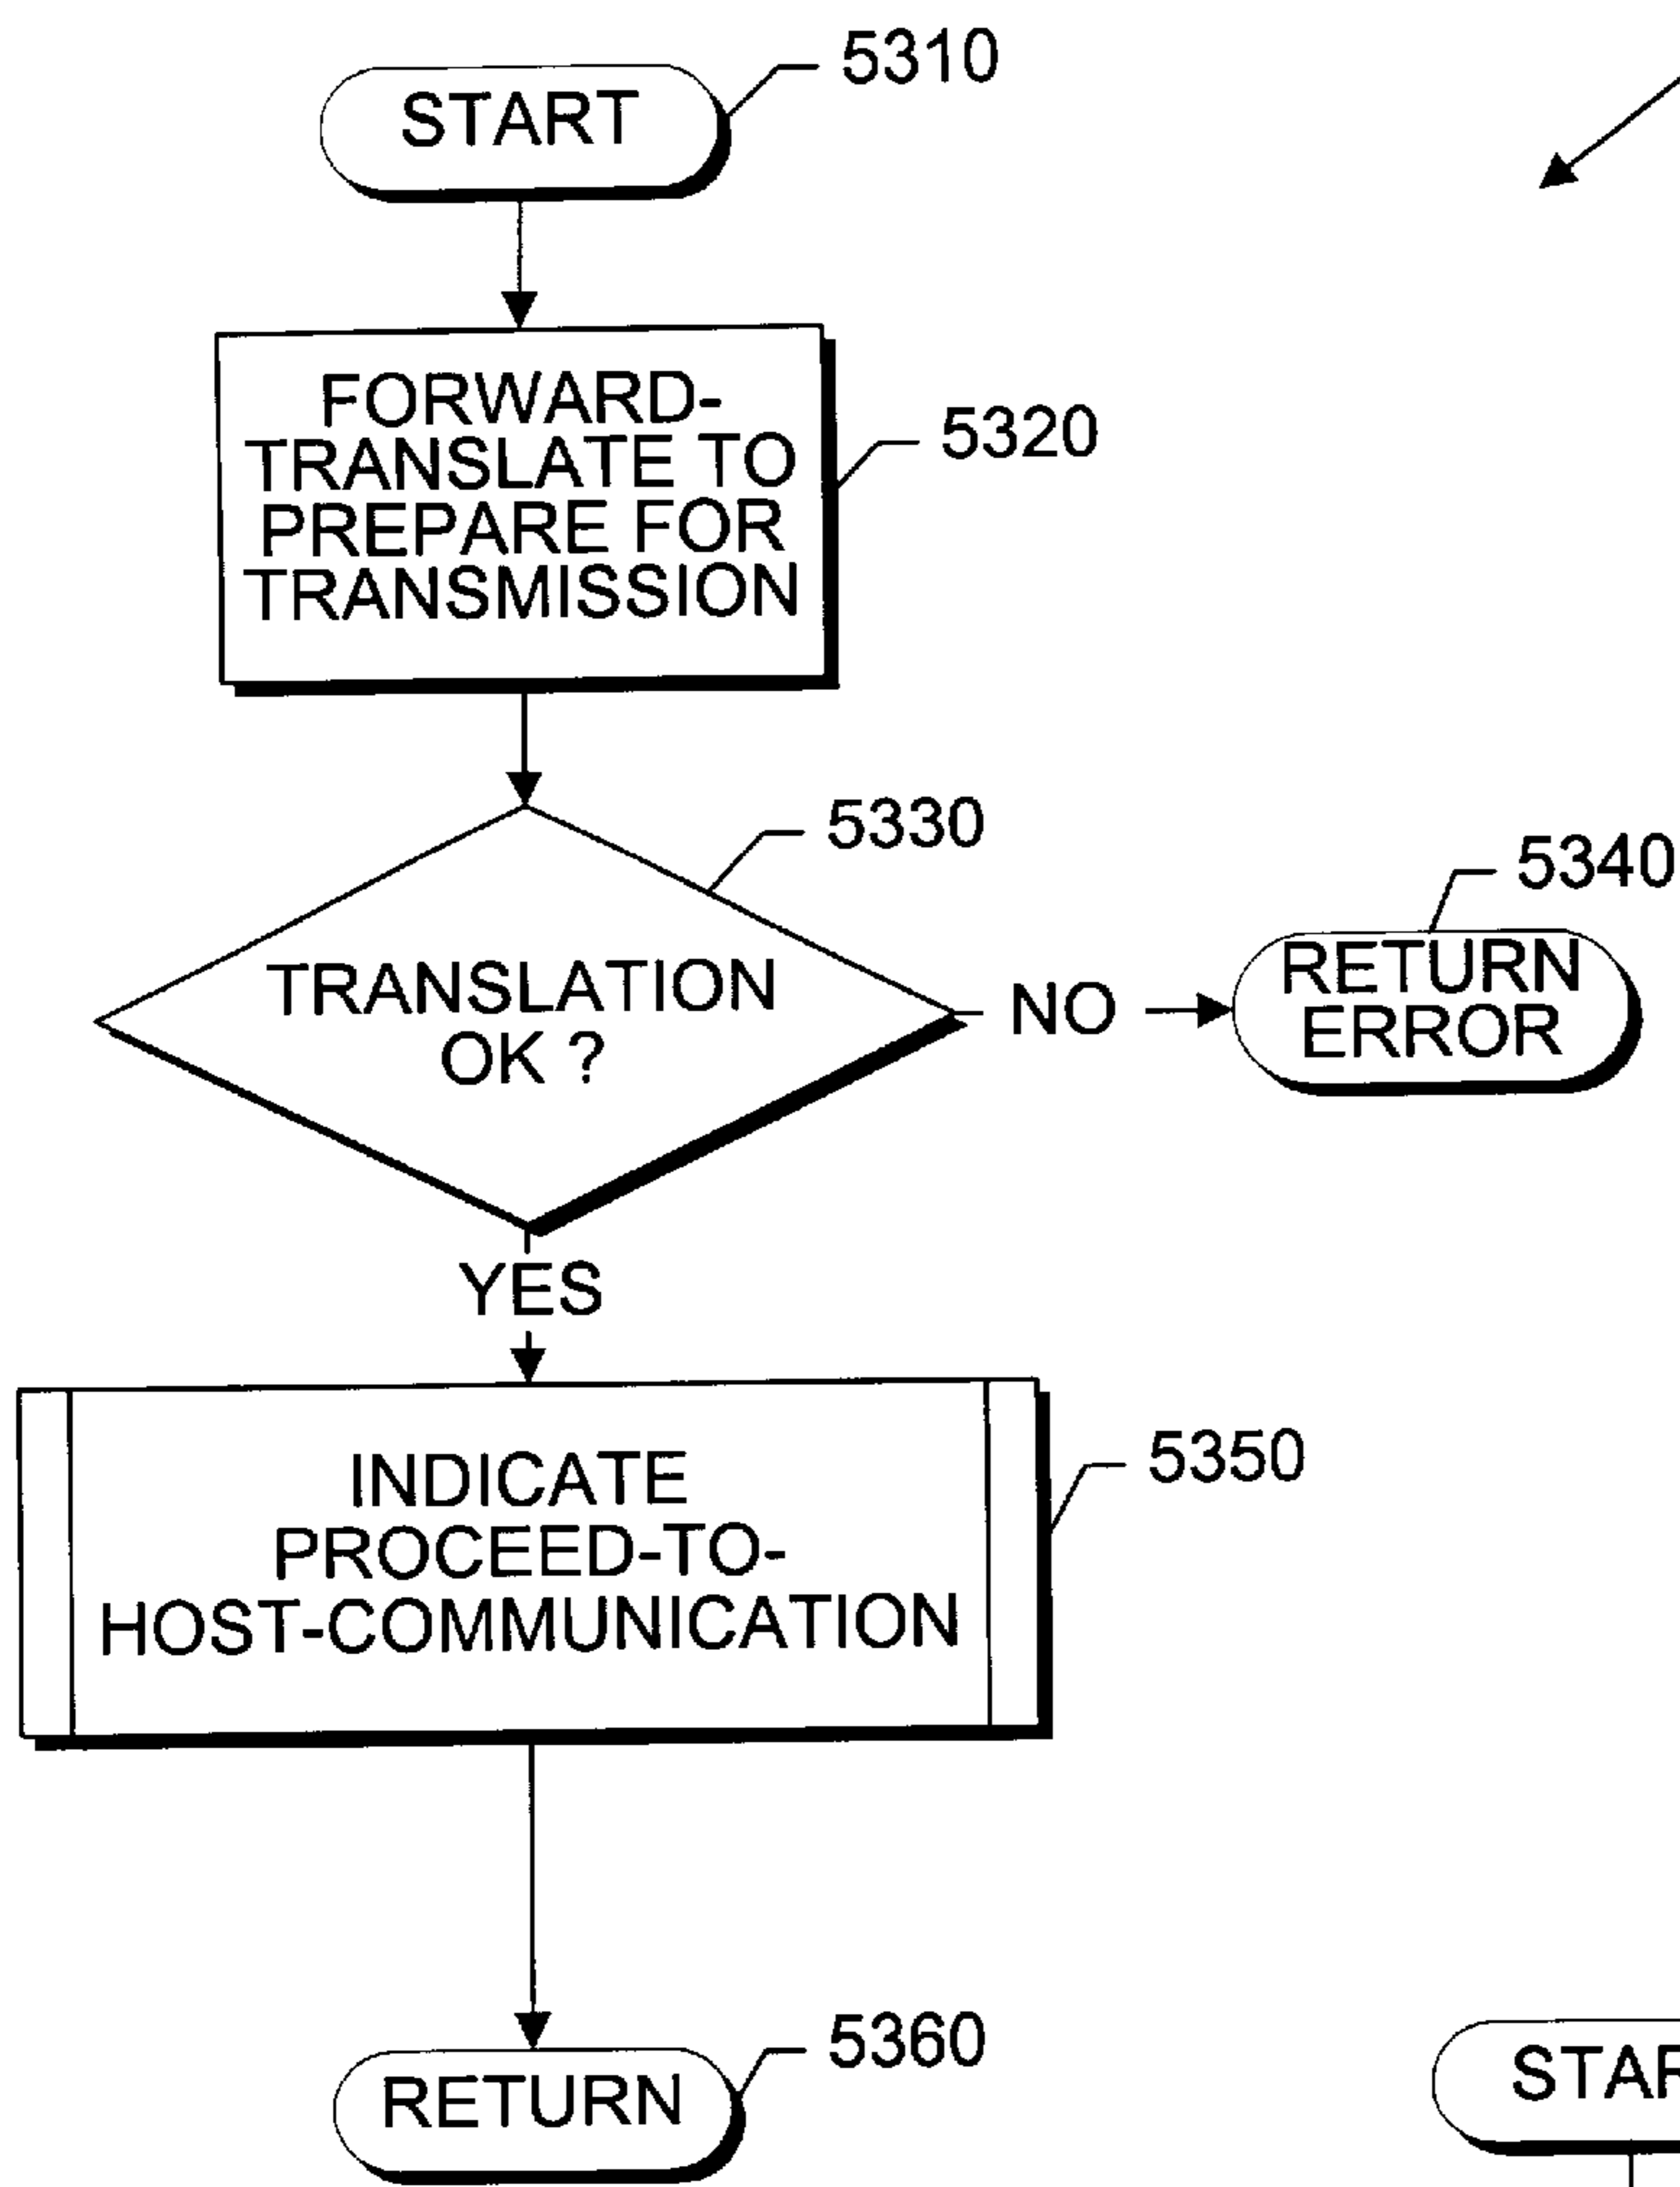 START
5310
FORWARD-
TRANSLATE TO
PREPARE FOR
TRANSMISSION
5320
TRANSLATION
OK ?
5330
NO
RETURN
ERROR
5340
YES
INDICATE
PROCEED-TO-
HOST-COMMUNICATION
5350
RETURN
5360